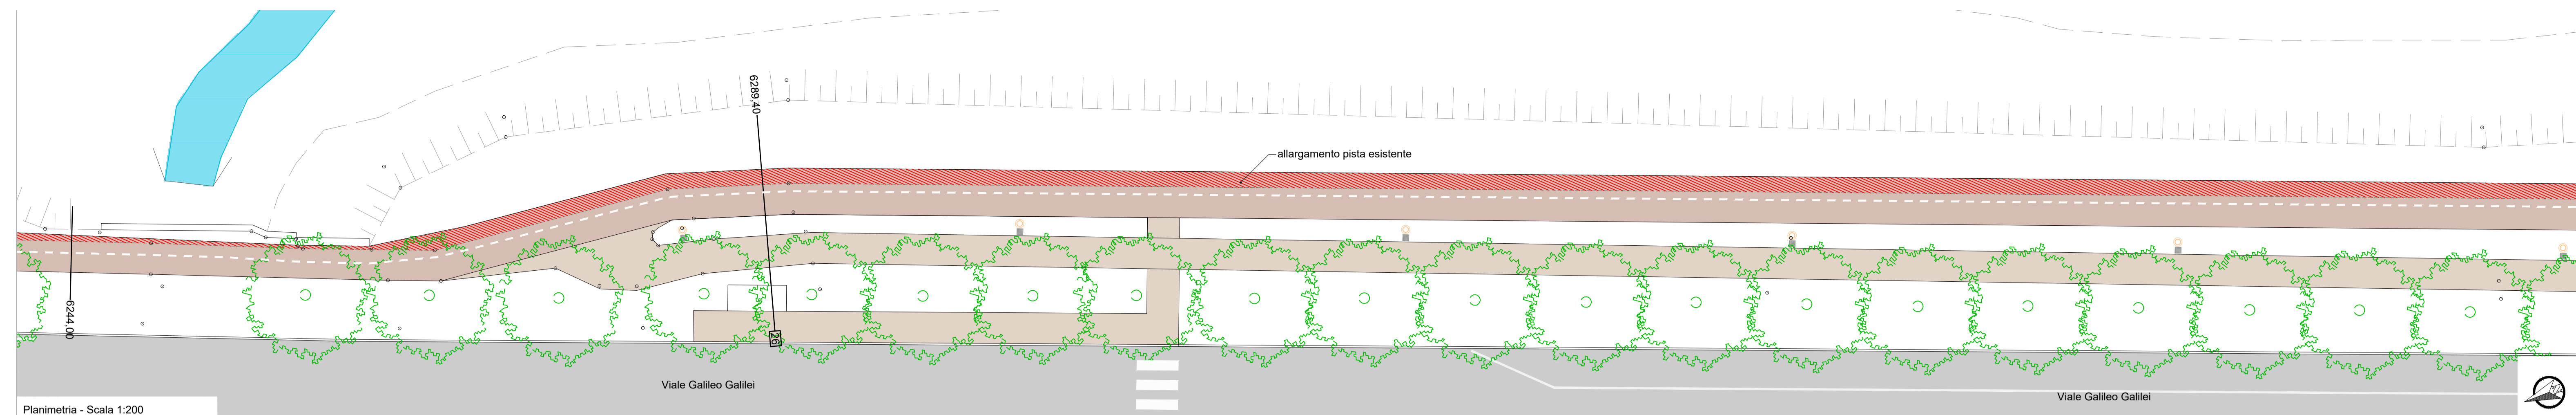 6289,40
allargamento pista esistente
6244,00
26
Viale Galileo Galilei
Viale Galileo Galilei
Planimetria - Scala 1:200